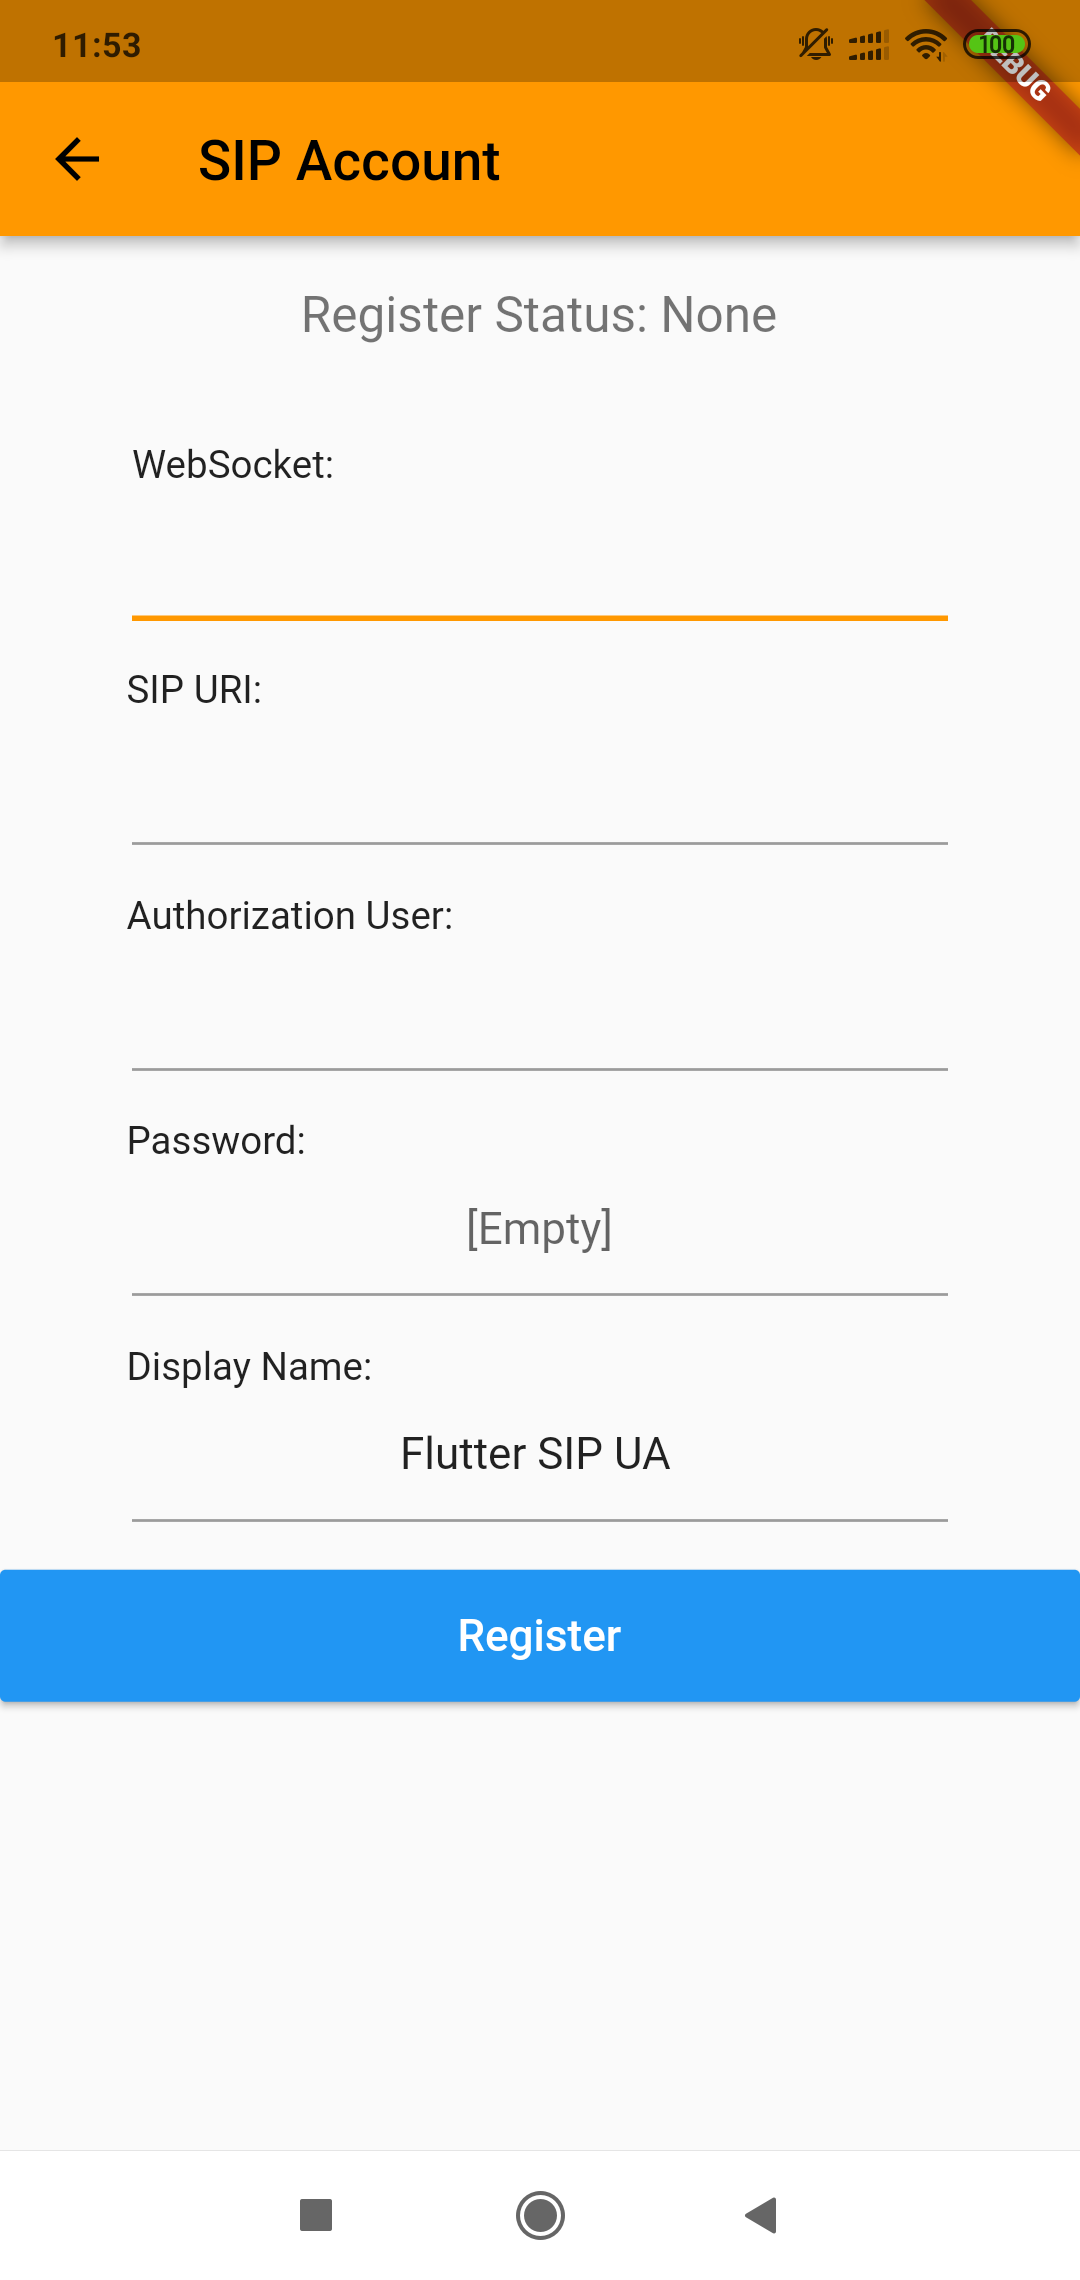 11:53
100
DEBUG
SIP Account
Register Status: None
WebSocket:
SIP URI:
Authorization User:
Password:
[Empty]
Display Name:
Flutter SIP UA
Register